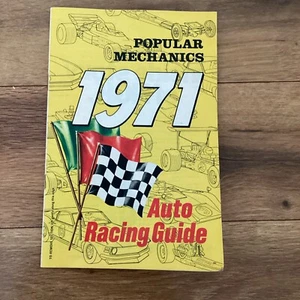 POPULAR
MECHANICS
1971
Auto
Racing Guide